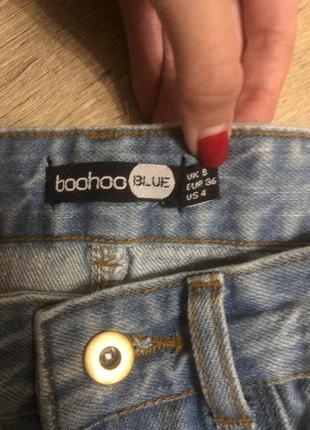 boohoo BLUE
UK 8
EUR 36
US 4